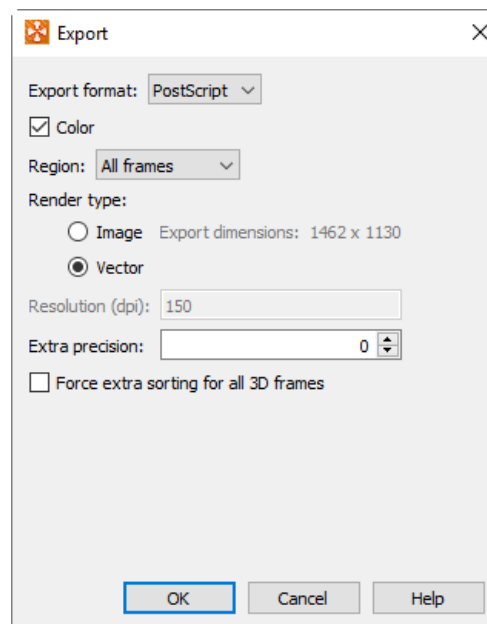 Export
Export format: PostScript
Color
Region: All frames
Render type:
Image Export dimensions: 1462 x 1130
Vector
Resolution (dpi): 150
Extra precision: 0
Force extra sorting for all 3D frames
OK Cancel Help